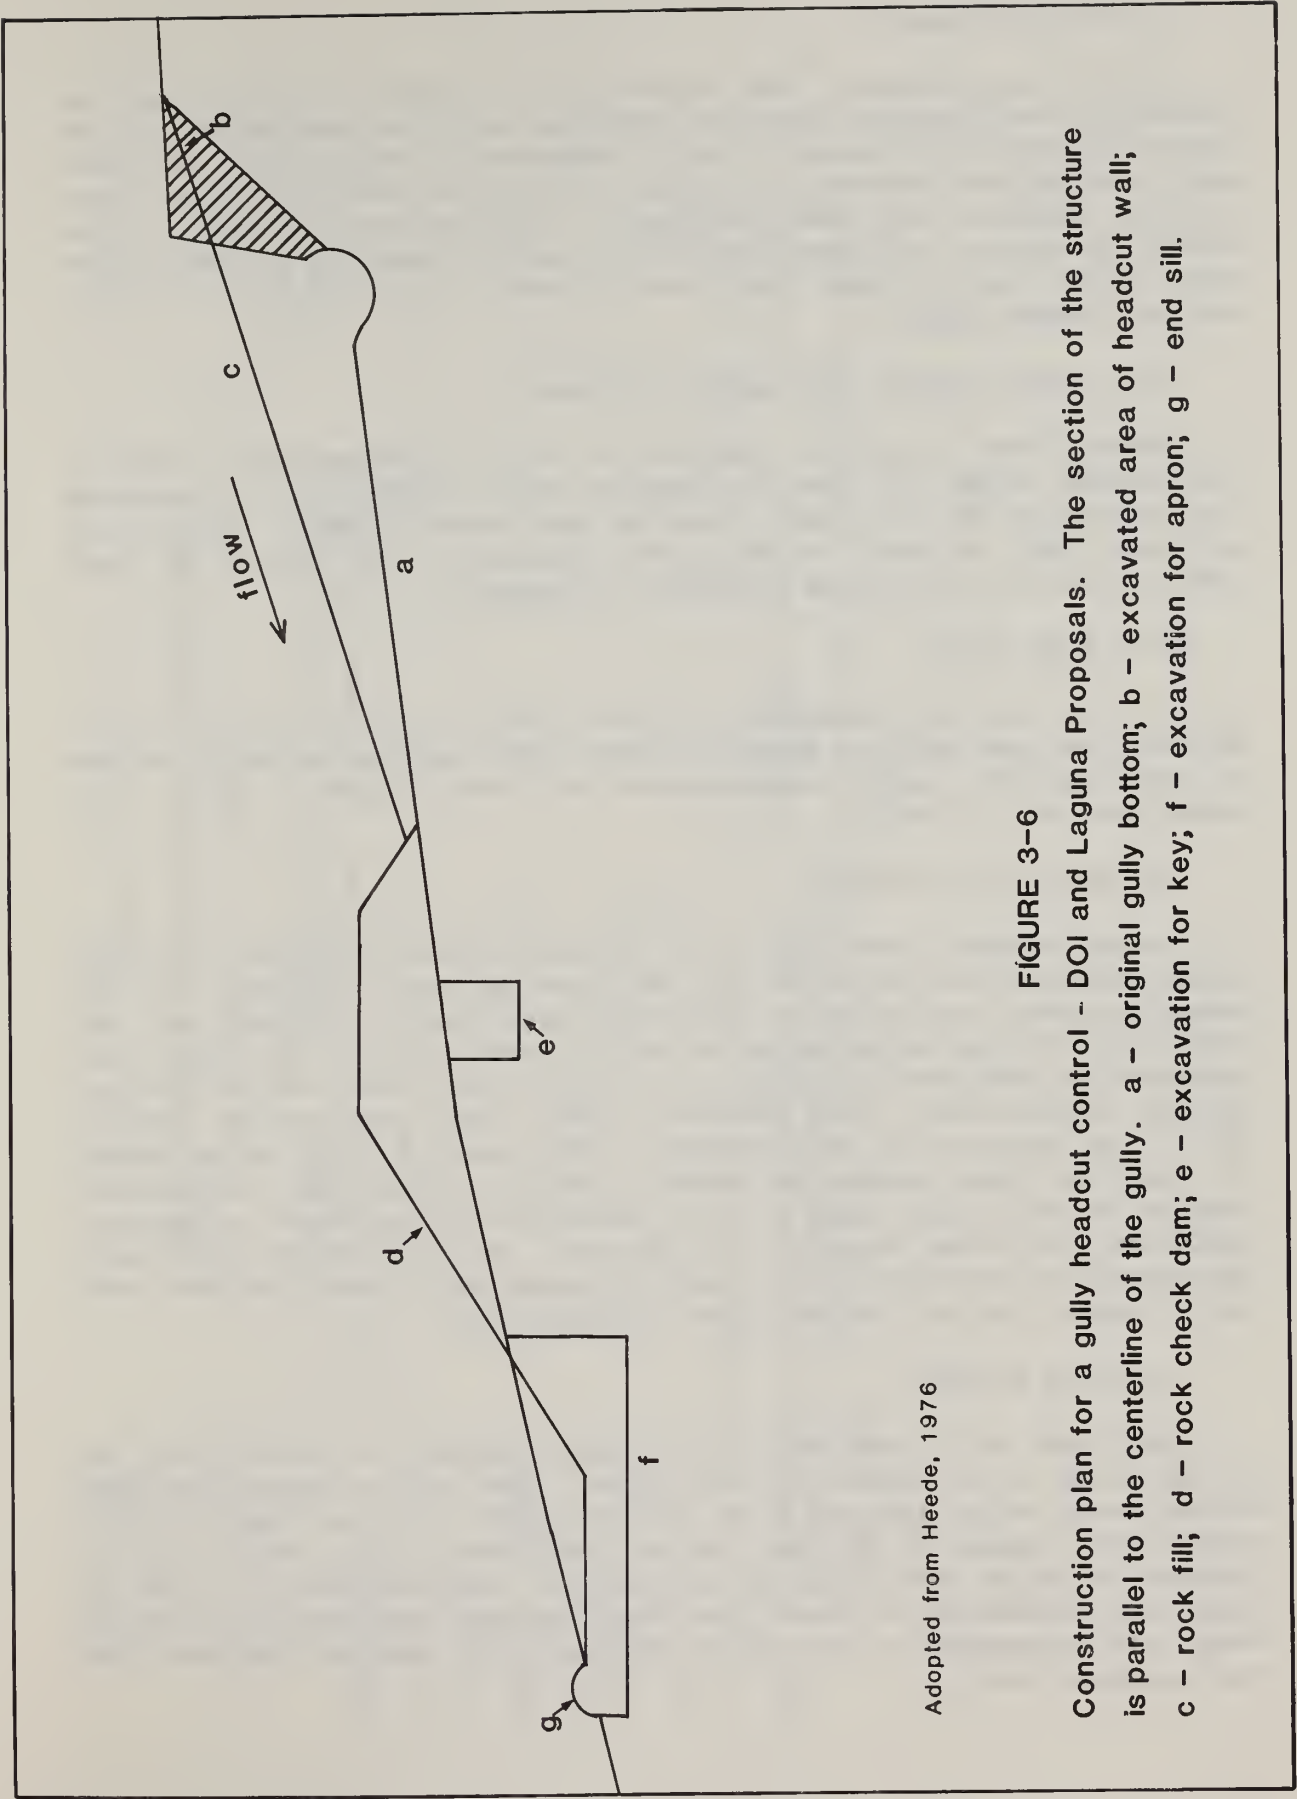 b
c
flow
a
d
e
f
g
Adopted from Heede, 1976
FIGURE 3-6
Construction plan for a gully headcut control - DOI and Laguna Proposals. The section of the structure
is parallel to the centerline of the gully. a - original gully bottom; b - excavated area of headcut wall;
c - rock fill; d - rock check dam; e - excavation for key; f - excavation for apron; g - end sill.